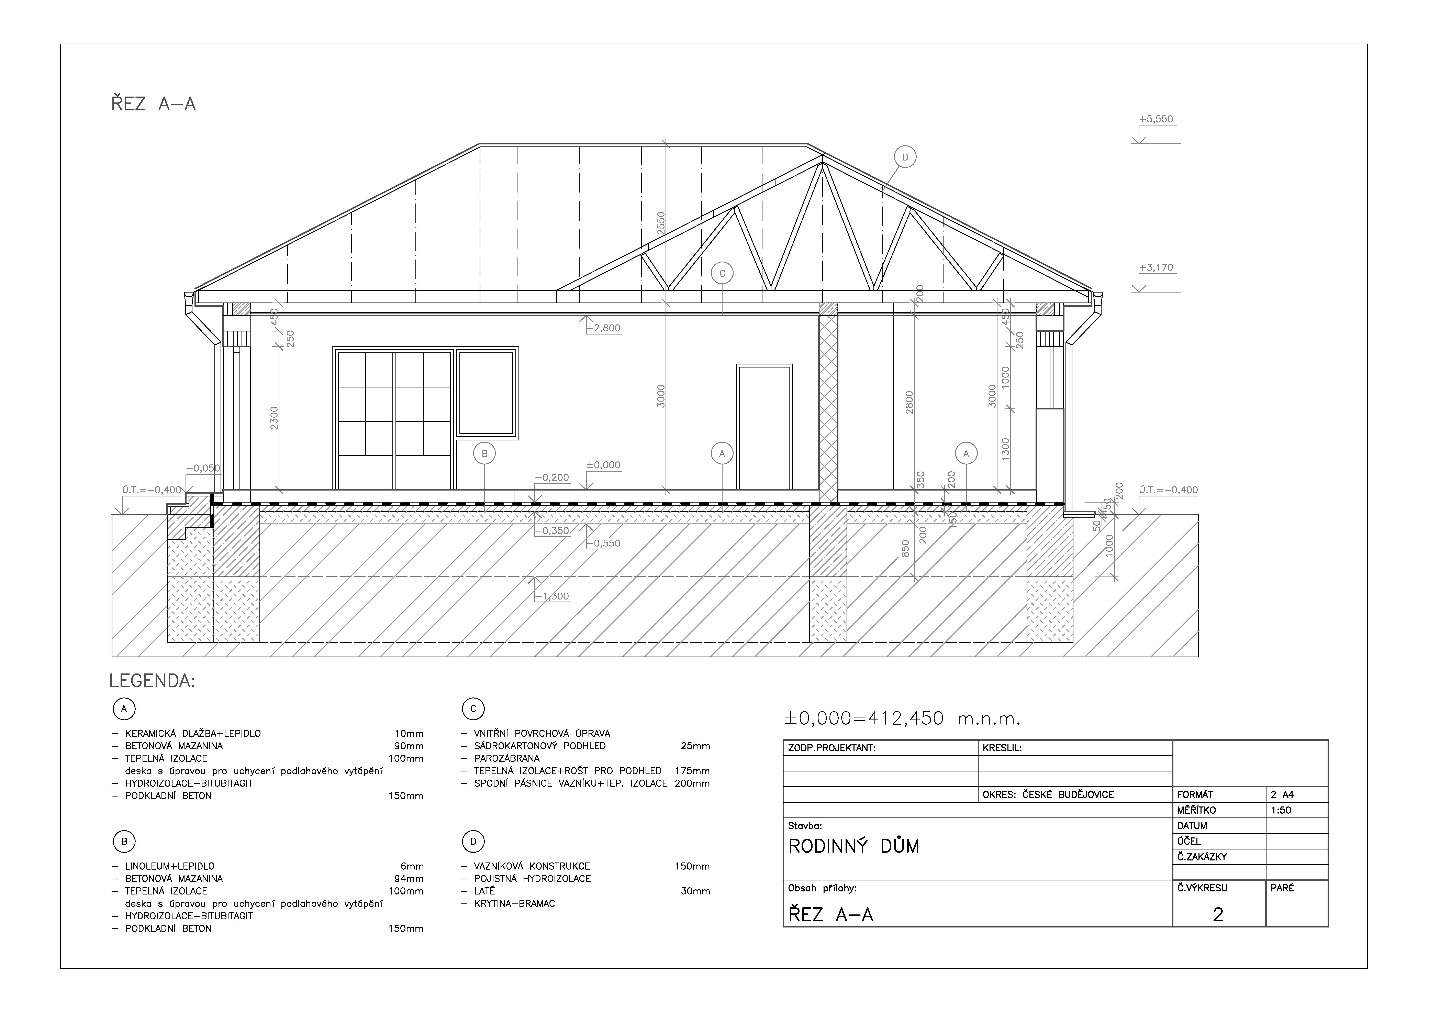 ŘEZ A-A
+5,550
D
2550
C
+3,170
200
450
250
+2,800
450
250
2300
3000
2800
3000
1000
1300
B
A
A
-0,050
±0,000
-0,200
Ú.T.=-0,400
350
200
200
Ú.T.=-0,400
150
50
50
-0,350
-0,550
200
850
1000
-1,300
LEGENDA:
A
- KERAMICKÁ DLAŽBA+LEPIDLO 10mm
- BETONOVÁ MAZANINA 90mm
- TEPELNÁ IZOLACE 100mm
deska s úpravou pro uchycení podlahového vytápění
- HYDROIZOLACE-BITUBITAGIT
- PODKLADNÍ BETON 150mm
B
- LINOLEUM+LEPIDLO 6mm
- BETONOVÁ MAZANINA 94mm
- TEPELNÁ IZOLACE 100mm
deska s úpravou pro uchycení podlahového vytápění
- HYDROIZOLACE-BITUBITAGIT
- PODKLADNÍ BETON 150mm
C
- VNITŘNÍ POVRCHOVÁ ÚPRAVA
- SÁDROKARTONOVÝ PODHLED 25mm
- PAROZÁBRANA
- TEPELNÁ IZOLACE+ROŠT PRO PODHLED 175mm
- SPODNÍ PÁSNICE VAZNÍKU+TEP. IZOLACE 200mm
D
- VAZNÍKOVÁ KONSTRUKCE 150mm
- POJISTNÁ HYDROIZOLACE
- LATĚ 30mm
- KRYTINA-BRAMAC
±0,000=412,450 m.n.m.
ZODP.PROJEKTANT: KRESLIL:
OKRES: ČESKÉ BUDĚJOVICE
FORMÁT 2 A4
MĚŘÍTKO 1:50
DATUM
ÚČEL
Č.ZAKÁZKY
Stavba:
RODINNÝ DŮM
Obsah přílohy:
ŘEZ A-A
Č.VÝKRESU PARÉ
2